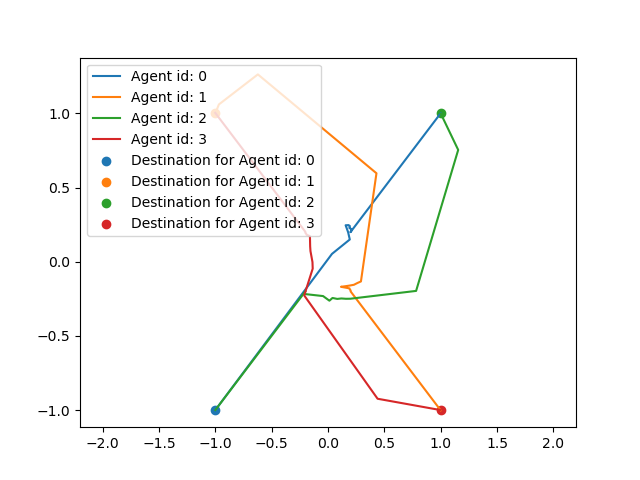 Agent id: 0
Agent id: 1
Agent id: 2
Agent id: 3
Destination for Agent id: 0
Destination for Agent id: 1
Destination for Agent id: 2
Destination for Agent id: 3
1.0
0.5
0.0
−0.5
−1.0
−2.0 −1.5 −1.0 −0.5 0.0 0.5 1.0 1.5 2.0